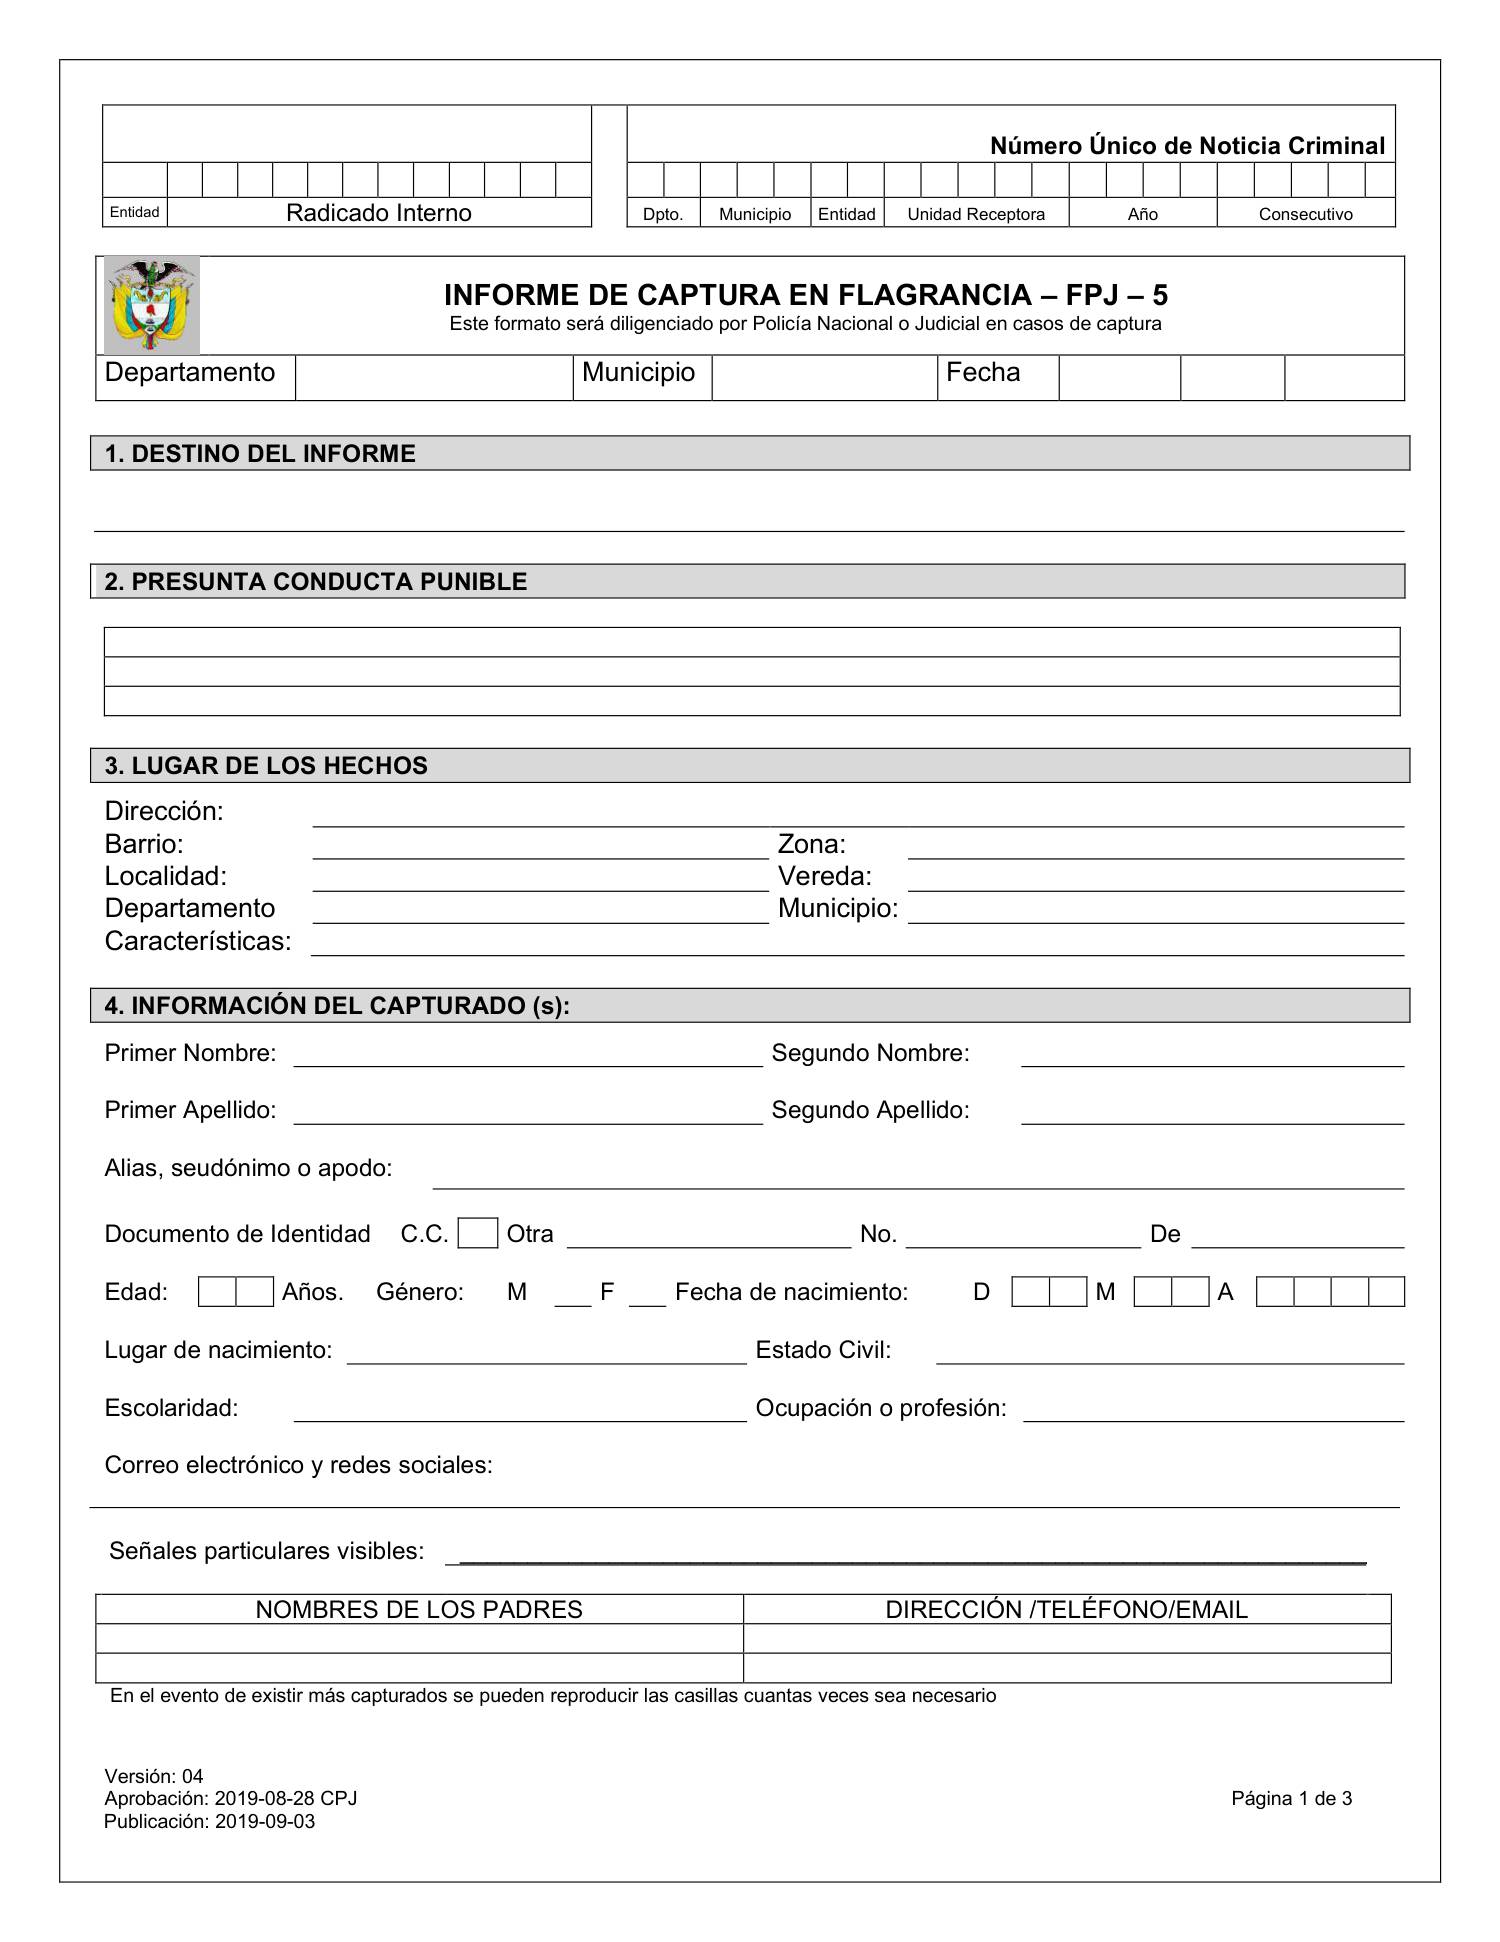 Número Único de Noticia Criminal
Entidad Radicado Interno Dpto. Municipio Entidad Unidad Receptora Año Consecutivo
INFORME DE CAPTURA EN FLAGRANCIA – FPJ – 5
Este formato será diligenciado por Policía Nacional o Judicial en casos de captura
Departamento Municipio Fecha
1. DESTINO DEL INFORME
2. PRESUNTA CONDUCTA PUNIBLE
3. LUGAR DE LOS HECHOS
Dirección:
Barrio: Zona:
Localidad: Vereda:
Departamento Municipio:
Características:
4. INFORMACIÓN DEL CAPTURADO (s):
Primer Nombre: Segundo Nombre:
Primer Apellido: Segundo Apellido:
Alias, seudónimo o apodo:
Documento de Identidad C.C. Otra No. De
Edad: Años. Género: M F Fecha de nacimiento: D M A
Lugar de nacimiento: Estado Civil:
Escolaridad: Ocupación o profesión:
Correo electrónico y redes sociales:
Señales particulares visibles:
NOMBRES DE LOS PADRES DIRECCIÓN /TELÉFONO/EMAIL
En el evento de existir más capturados se pueden reproducir las casillas cuantas veces sea necesario
Versión: 04
Aprobación: 2019-08-28 CPJ Página 1 de 3
Publicación: 2019-09-03